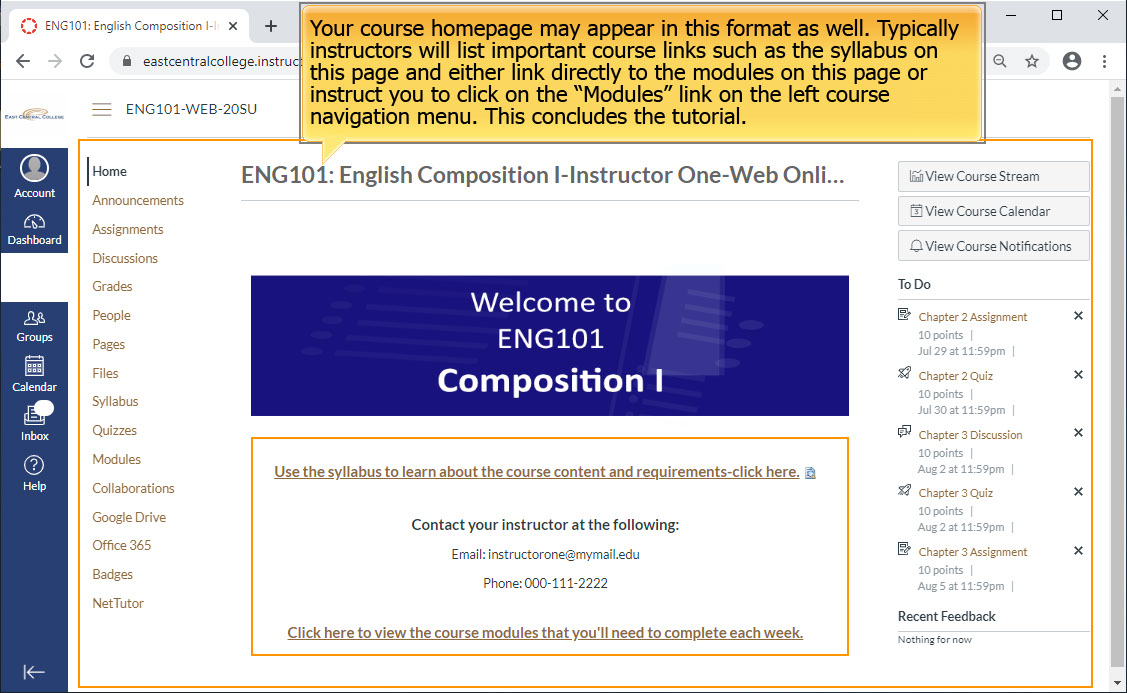 ENG101: English Composition I-I
Your course homepage may appear in this format as well. Typically
instructors will list important course links such as the syllabus on
this page and either link directly to the modules on this page or
instruct you to click on the “Modules” link on the left course
navigation menu. This concludes the tutorial.
eastcentralcollege.instruc
EAST CENTRAL COLLEGE
ENG101-WEB-20SU
Account
Dashboard
Groups
Calendar
Inbox
Help
Home
Announcements
Assignments
Discussions
Grades
People
Pages
Files
Syllabus
Quizzes
Modules
Collaborations
Google Drive
Office 365
Badges
NetTutor
ENG101: English Composition I-Instructor One-Web Onli...
Welcome to
ENG101
Composition I
Use the syllabus to learn about the course content and requirements-click here.
Contact your instructor at the following:
Email: instructorone@mymail.edu
Phone: 000-111-2222
Click here to view the course modules that you'll need to complete each week.
View Course Stream
3 View Course Calendar
View Course Notifications
To Do
Chapter 2 Assignment
10 points |
Jul 29 at 11:59pm |
Chapter 2 Quiz
10 points |
Jul 30 at 11:59pm |
Chapter 3 Discussion
10 points |
Aug 2 at 11:59pm |
Chapter 3 Quiz
10 points |
Aug 2 at 11:59pm |
Chapter 3 Assignment
10 points |
Aug 5 at 11:59pm |
Recent Feedback
Nothing for now